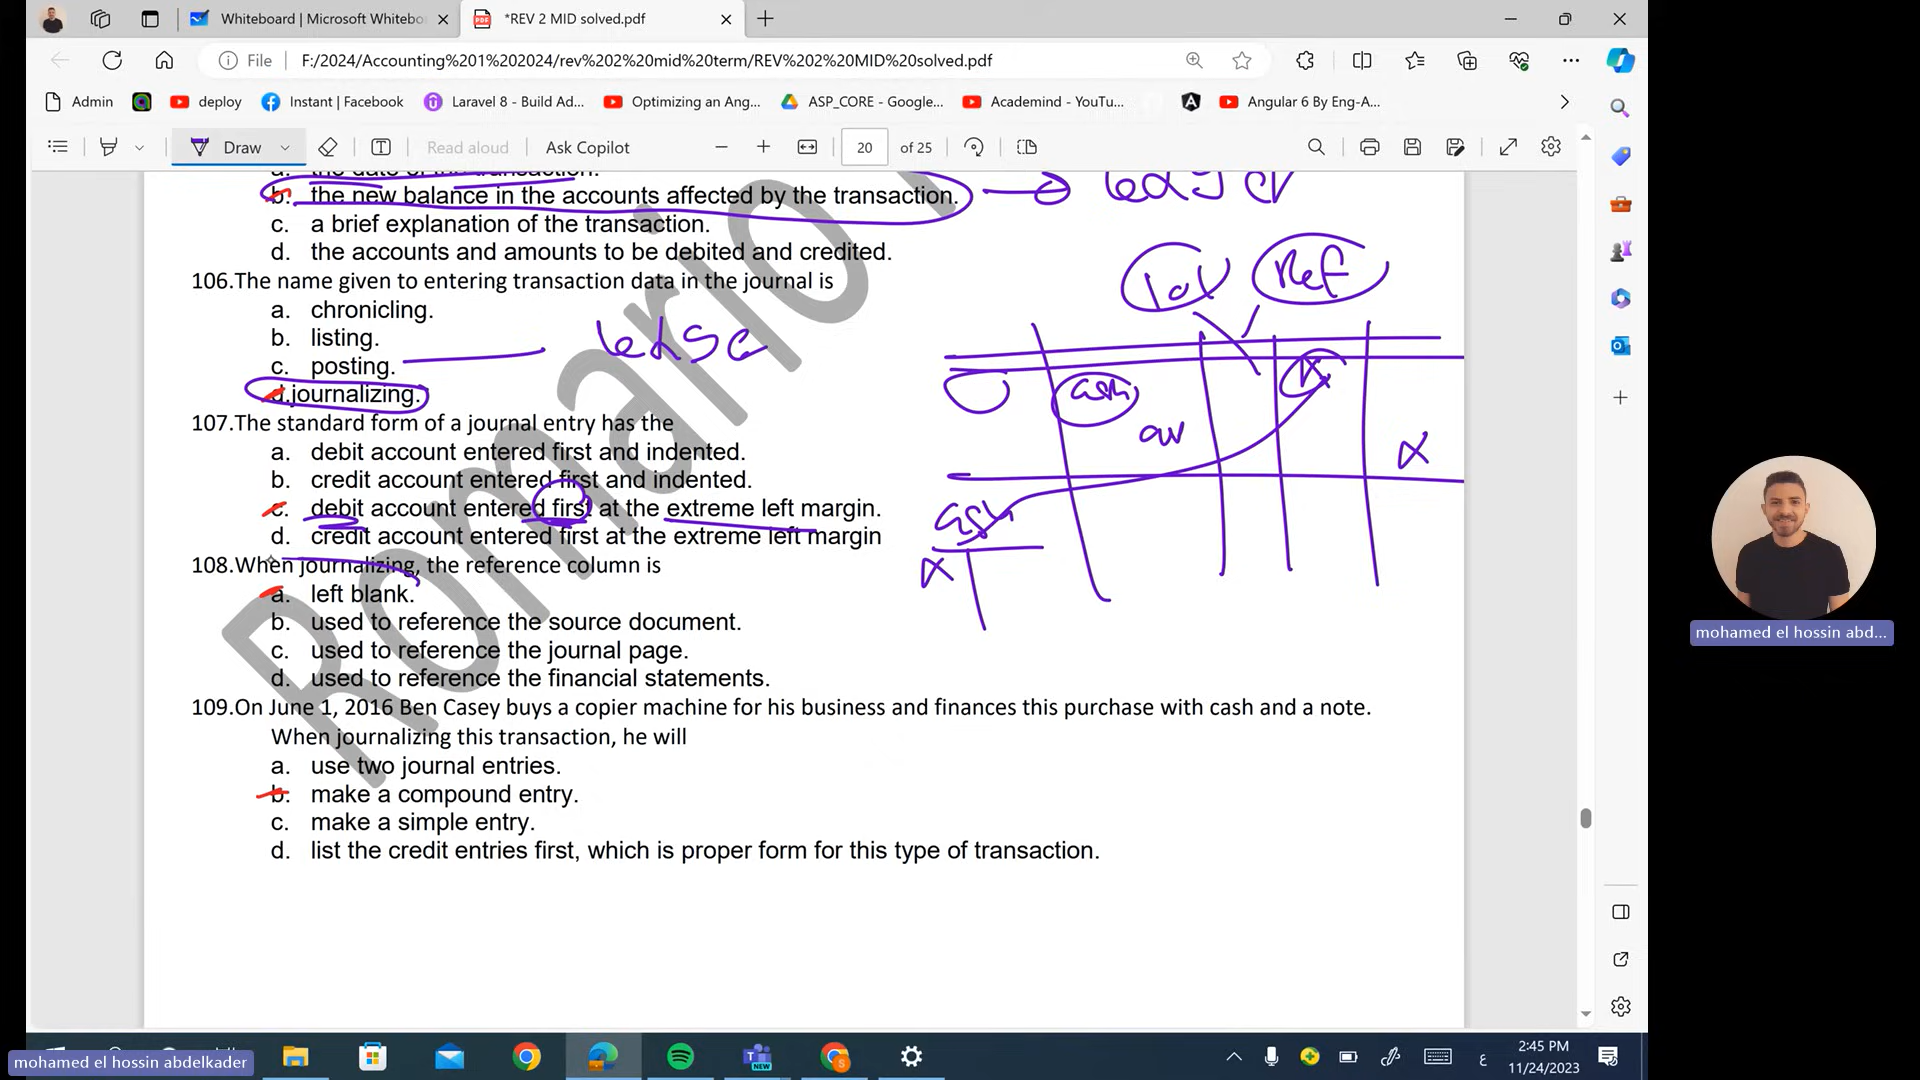 Whiteboard | Microsoft Whitebo
*REV 2 MID solved.pdf
File
F:/2024/Accounting%201%202024/rev%202%20mid%20term/REV%202%20MID%20solved.pdf
Admin
deploy
Instant | Facebook
Laravel 8 - Build Ad...
Optimizing an Ang...
ASP_CORE - Google...
Academind - YouTu...
Angular 6 By Eng-A...
Draw
Read aloud
Ask Copilot
20
of 25
b. the new balance in the accounts affected by the transaction.
c. a brief explanation of the transaction.
d. the accounts and amounts to be debited and credited.
106.The name given to entering transaction data in the journal is
a. chronicling.
b. listing.
c. posting.
d.journalizing.
107.The standard form of a journal entry has the
a. debit account entered first and indented.
b. credit account entered first and indented.
c. debit account entered first at the extreme left margin.
d. credit account entered first at the extreme left margin
108.When journalizing, the reference column is
a. left blank.
b. used to reference the source document.
c. used to reference the journal page.
d. used to reference the financial statements.
109.On June 1, 2016 Ben Casey buys a copier machine for his business and finances this purchase with cash and a note.
When journalizing this transaction, he will
a. use two journal entries.
b. make a compound entry.
c. make a simple entry.
d. list the credit entries first, which is proper form for this type of transaction.
Ref
101
Romario
mohamed el hossin abd...
mohamed el hossin abdelkader
2:45 PM
11/24/2023